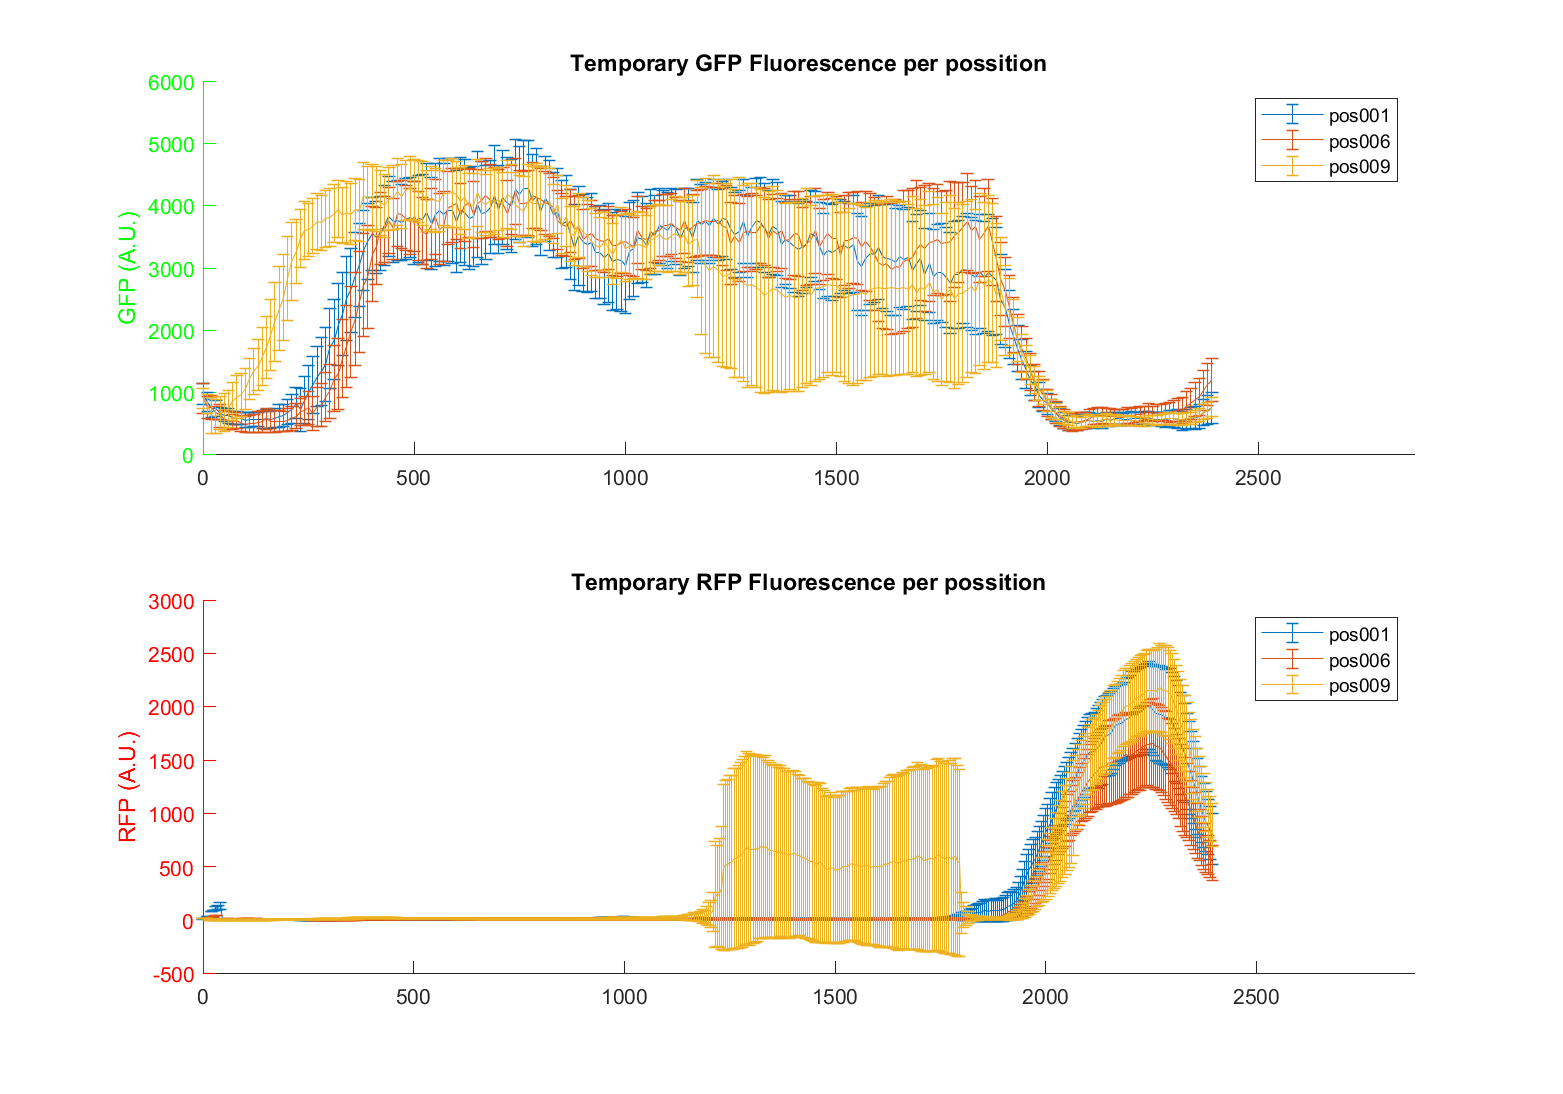 Temporary GFP Fluorescence per possition
6000
5000
4000
3000
2000
1000
0
GFP (A.U.)
0 500 1000 1500 2000 2500
pos001
pos006
pos009
Temporary RFP Fluorescence per possition
3000
2500
2000
1500
1000
500
0
-500
RFP (A.U.)
0 500 1000 1500 2000 2500
pos001
pos006
pos009